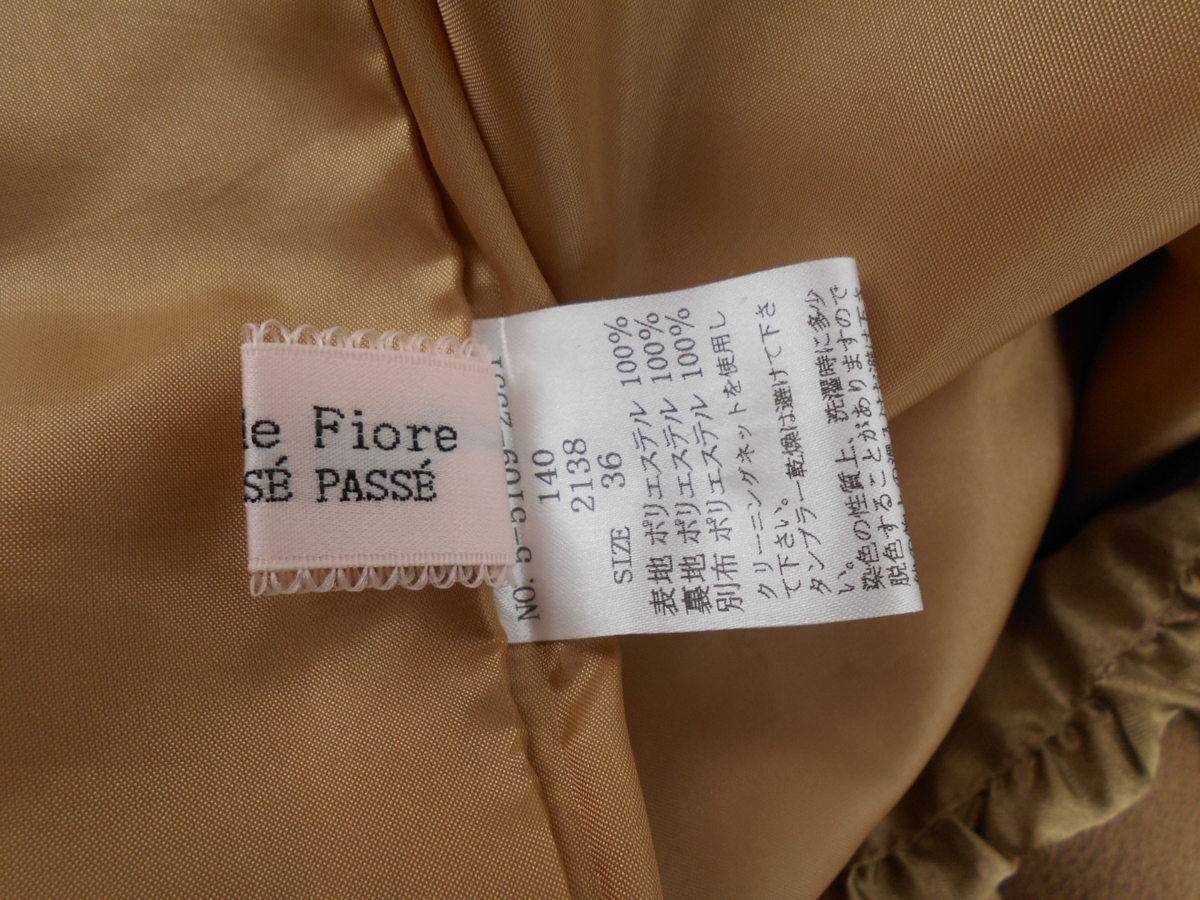 de Fiore
SÉ PASSÉ
NO. 5-5109-2351
140
2138
SIZE 36
表地 ポリエステル 100%
裏地 ポリエステル 100%
別布 ポリエステル 100%
クリーニングネットを使用し
て下さい。
タンブラー乾燥は避けて下さ
い。
染色の性質上、洗濯時に多少
脱色することがありますので